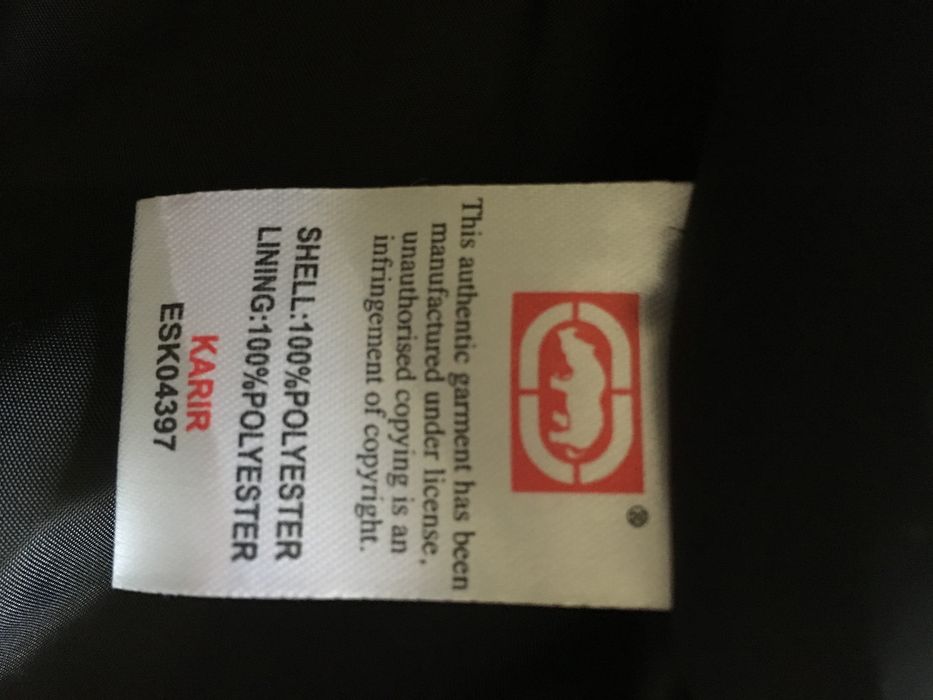 ®
This authentic garment has been
manufactured under license,
unauthorised copying is an
infringement of copyright.
SHELL:100%POLYESTER
LINING:100%POLYESTER
KARIR
ESK04397